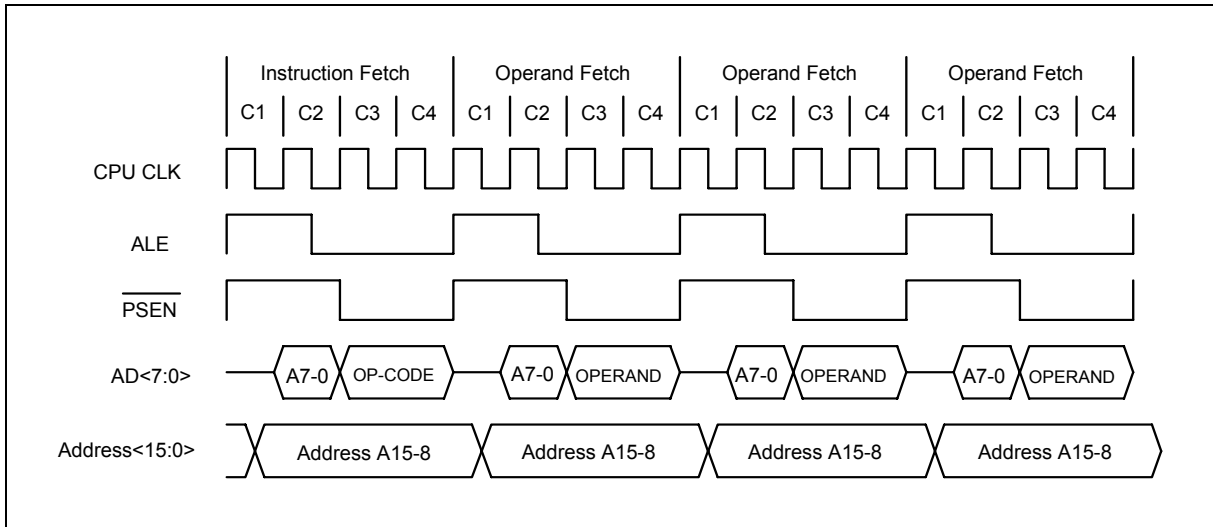 Instruction Fetch Operand Fetch Operand Fetch Operand Fetch
C1 C2 C3 C4 C1 C2 C3 C4 C1 C2 C3 C4 C1 C2 C3 C4
CPU CLK
ALE
PSEN
AD<7:0> A7-0 OP-CODE A7-0 OPERAND A7-0 OPERAND A7-0 OPERAND
Address<15:0> Address A15-8 Address A15-8 Address A15-8 Address A15-8